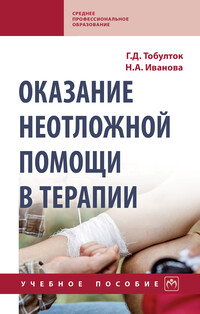 СРЕДНЕЕ
ПРОФЕССИОНАЛЬНОЕ
ОБРАЗОВАНИЕ
Г.Д. Тобулток
Н.А. Иванова
ОКАЗАНИЕ
НЕОТЛОЖНОЙ
ПОМОЩИ
В ТЕРАПИИ
УЧЕБНОЕ ПОСОБИЕ